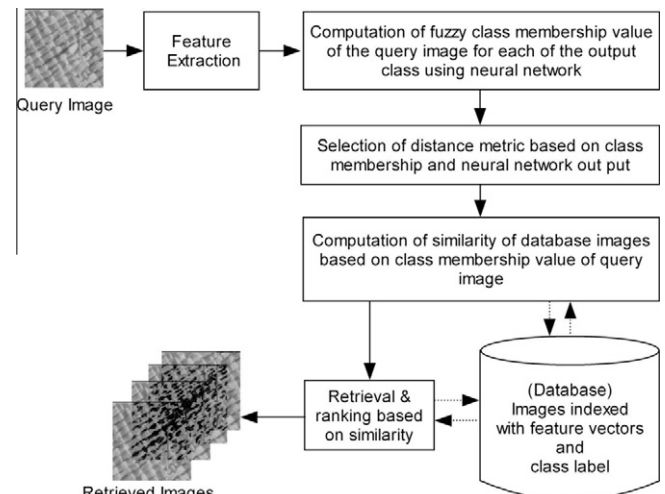 Query Image
Feature
Extraction
Computation of fuzzy class membership value
of the query image for each of the output
class using neural network
Selection of distance metric based on class
membership and neural network out put
Computation of similarity of database images
based on class membership value of query
image
Retrieval &
ranking based
on similarity
(Database)
Images indexed
with feature vectors
and
class label
Retrieved Images